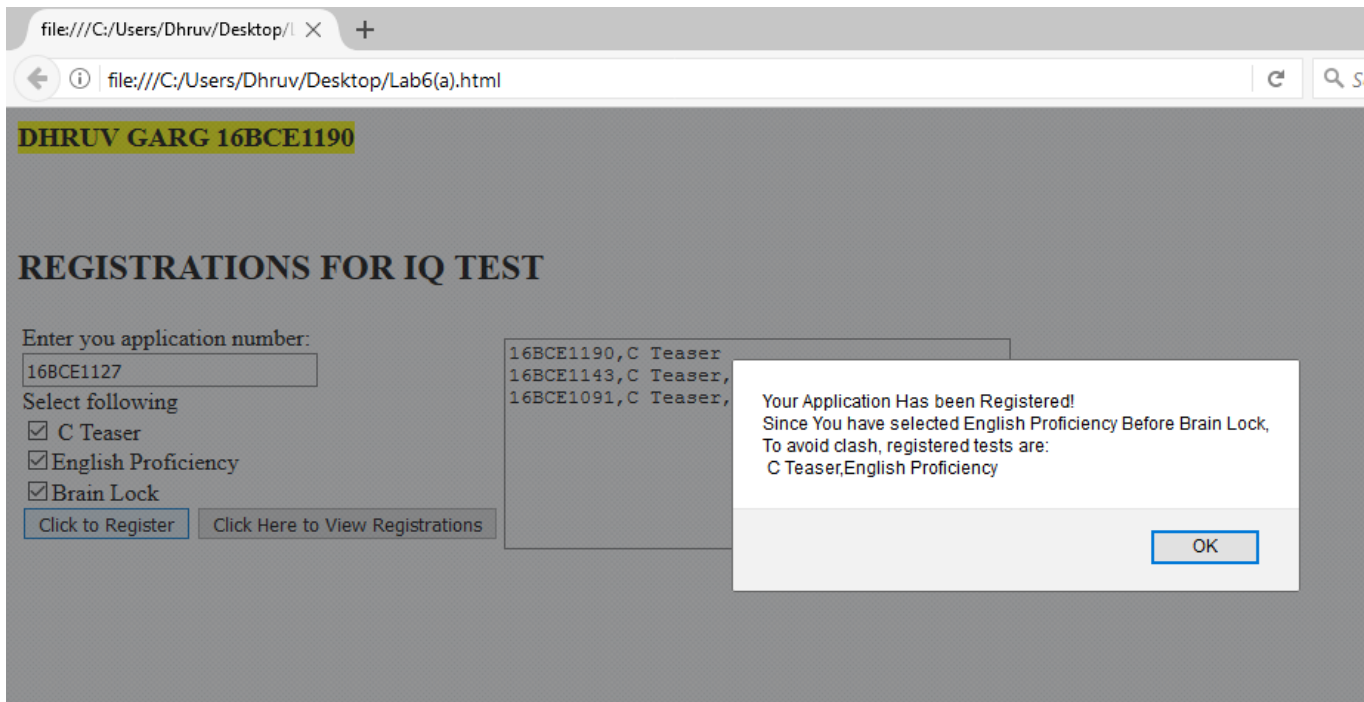 file:///C:/Users/Dhruv/Desktop/
file:///C:/Users/Dhruv/Desktop/Lab6(a).html
DHRUV GARG 16BCE1190
REGISTRATIONS FOR IQ TEST
Enter you application number:
16BCE1127
Select following
C Teaser
English Proficiency
Brain Lock
Click to Register Click Here to View Registrations
16BCE1190,C Teaser
16BCE1143,C Teaser,
16BCE1091,C Teaser,
Your Application Has been Registered!
Since You have selected English Proficiency Before Brain Lock,
To avoid clash, registered tests are:
C Teaser,English Proficiency
OK